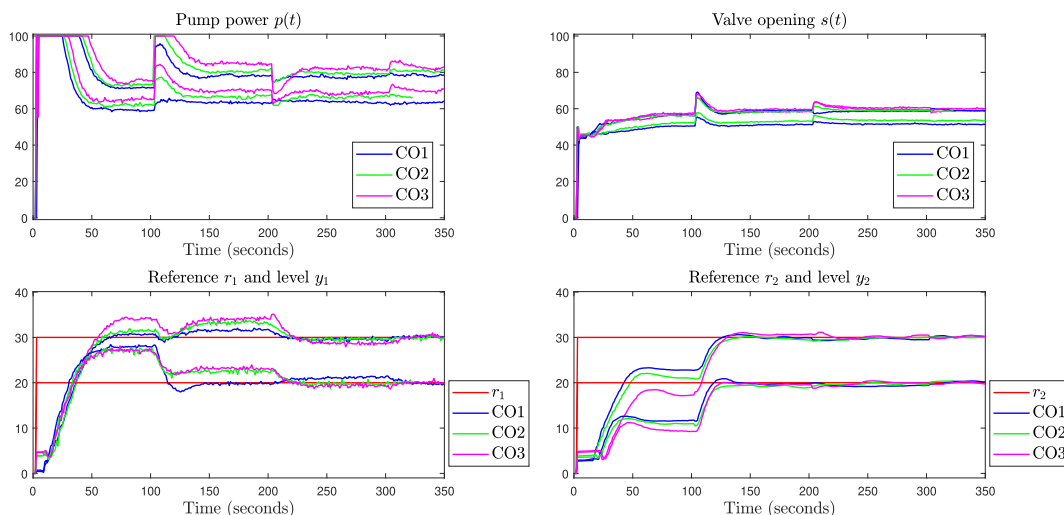 Pump power p(t)
100
80
60
40
20
0
0 50 100 150 200 250 300 350
Time (seconds)
CO1
CO2
CO3
Valve opening s(t)
100
80
60
40
20
0
0 50 100 150 200 250 300 350
Time (seconds)
CO1
CO2
CO3
Reference r₁ and level y₁
40
30
20
10
0
0 50 100 150 200 250 300 350
Time (seconds)
r₁
CO1
CO2
CO3
Reference r₂ and level y₂
40
30
20
10
0
0 50 100 150 200 250 300 350
Time (seconds)
r₂
CO1
CO2
CO3